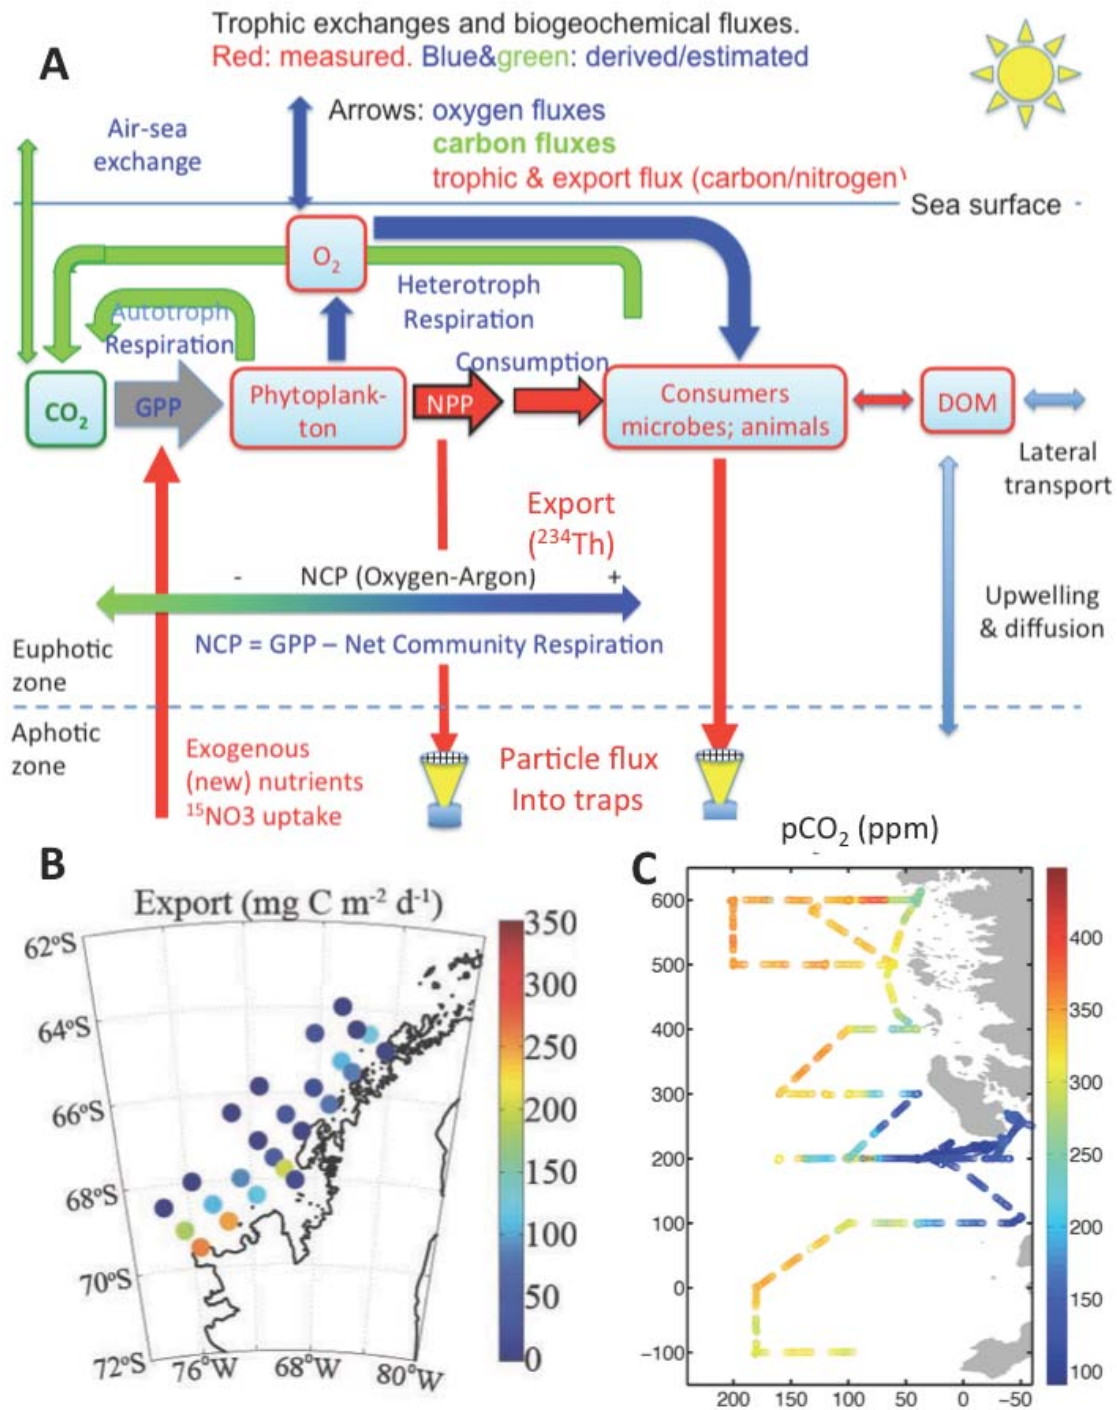 Trophic exchanges and biogeochemical fluxes.
A
Red: measured. Blue&green: derived/estimated
Arrows: oxygen fluxes
carbon fluxes
trophic & export flux (carbon/nitrogen)
Air-sea
exchange
Sea surface
O2
Heterotroph
Respiration
Autotroph
Respiration
Consumption
CO2
GPP
Phytoplank-
ton
NPP
Consumers
microbes; animals
DOM
Lateral
transport
Export
(234Th)
- NCP (Oxygen-Argon) +
NCP = GPP – Net Community Respiration
Upwelling
& diffusion
Euphotic
zone
Aphotic
zone
Exogenous
(new) nutrients
15NO3 uptake
Particle flux
Into traps
B
Export (mg C m-2 d-1)
62°S
64°S
66°S
68°S
70°S
72°S
76°W
68°W
80°W
350
300
250
200
150
100
50
0
C
pCO2 (ppm)
600
500
400
300
200
100
0
−100
200 150 100 50 0 −50
400
350
300
250
200
150
100